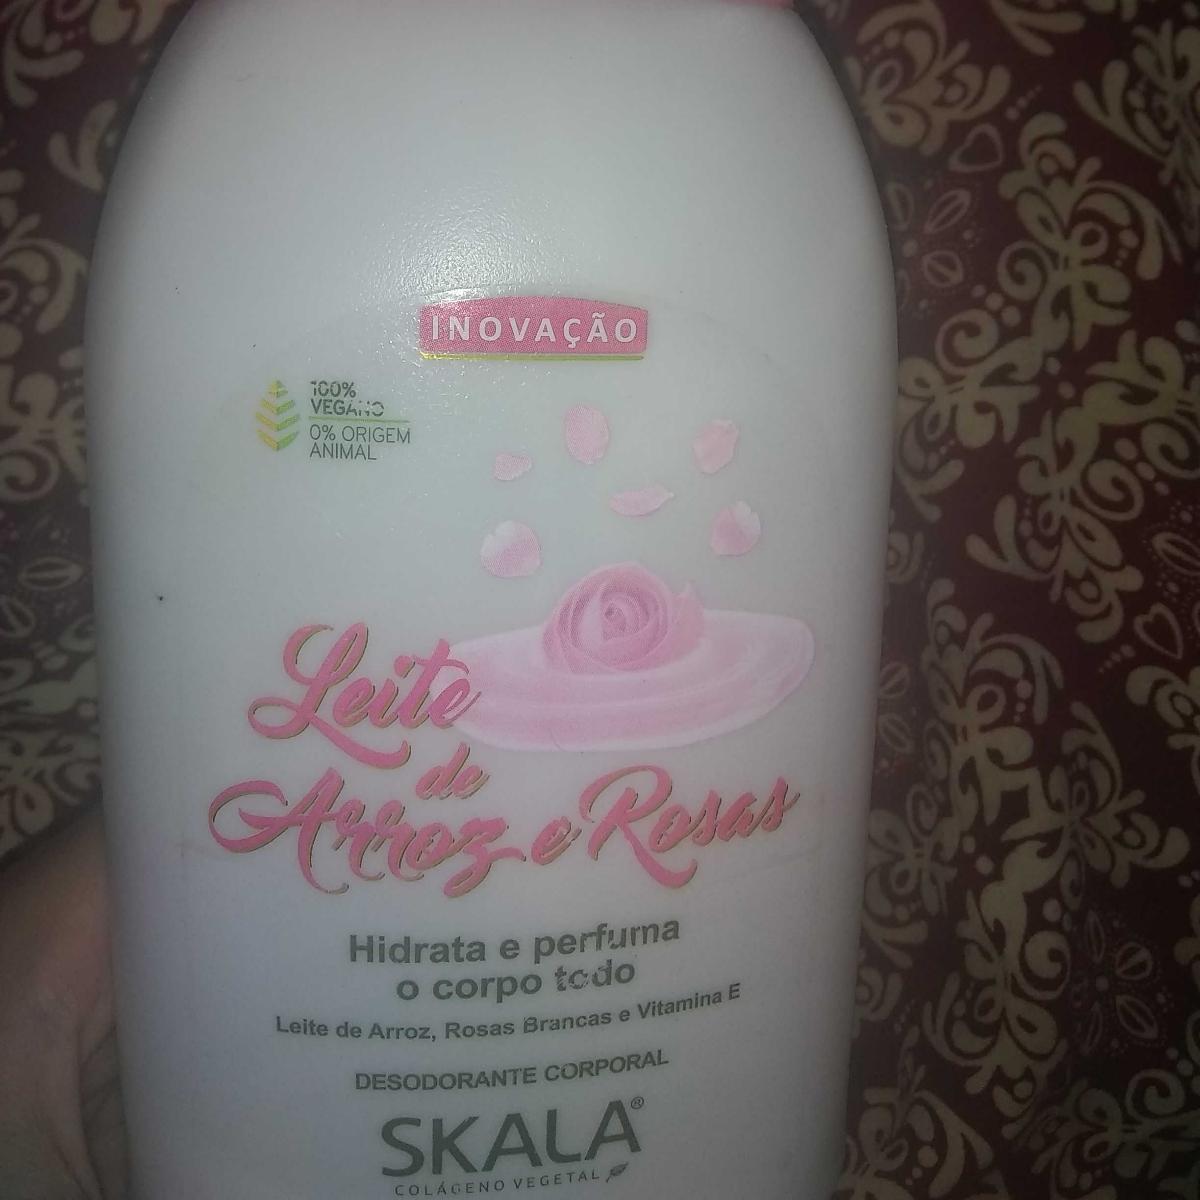 INOVAÇÃO
100%
VEGANO
0% ORIGEM
ANIMAL
Leite
de
Arroz e Rosas
Hidrata e perfuma
o corpo todo
Leite de Arroz, Rosas Brancas e Vitamina E
DESODORANTE CORPORAL
SKALA®
COLÁGENO VEGETAL